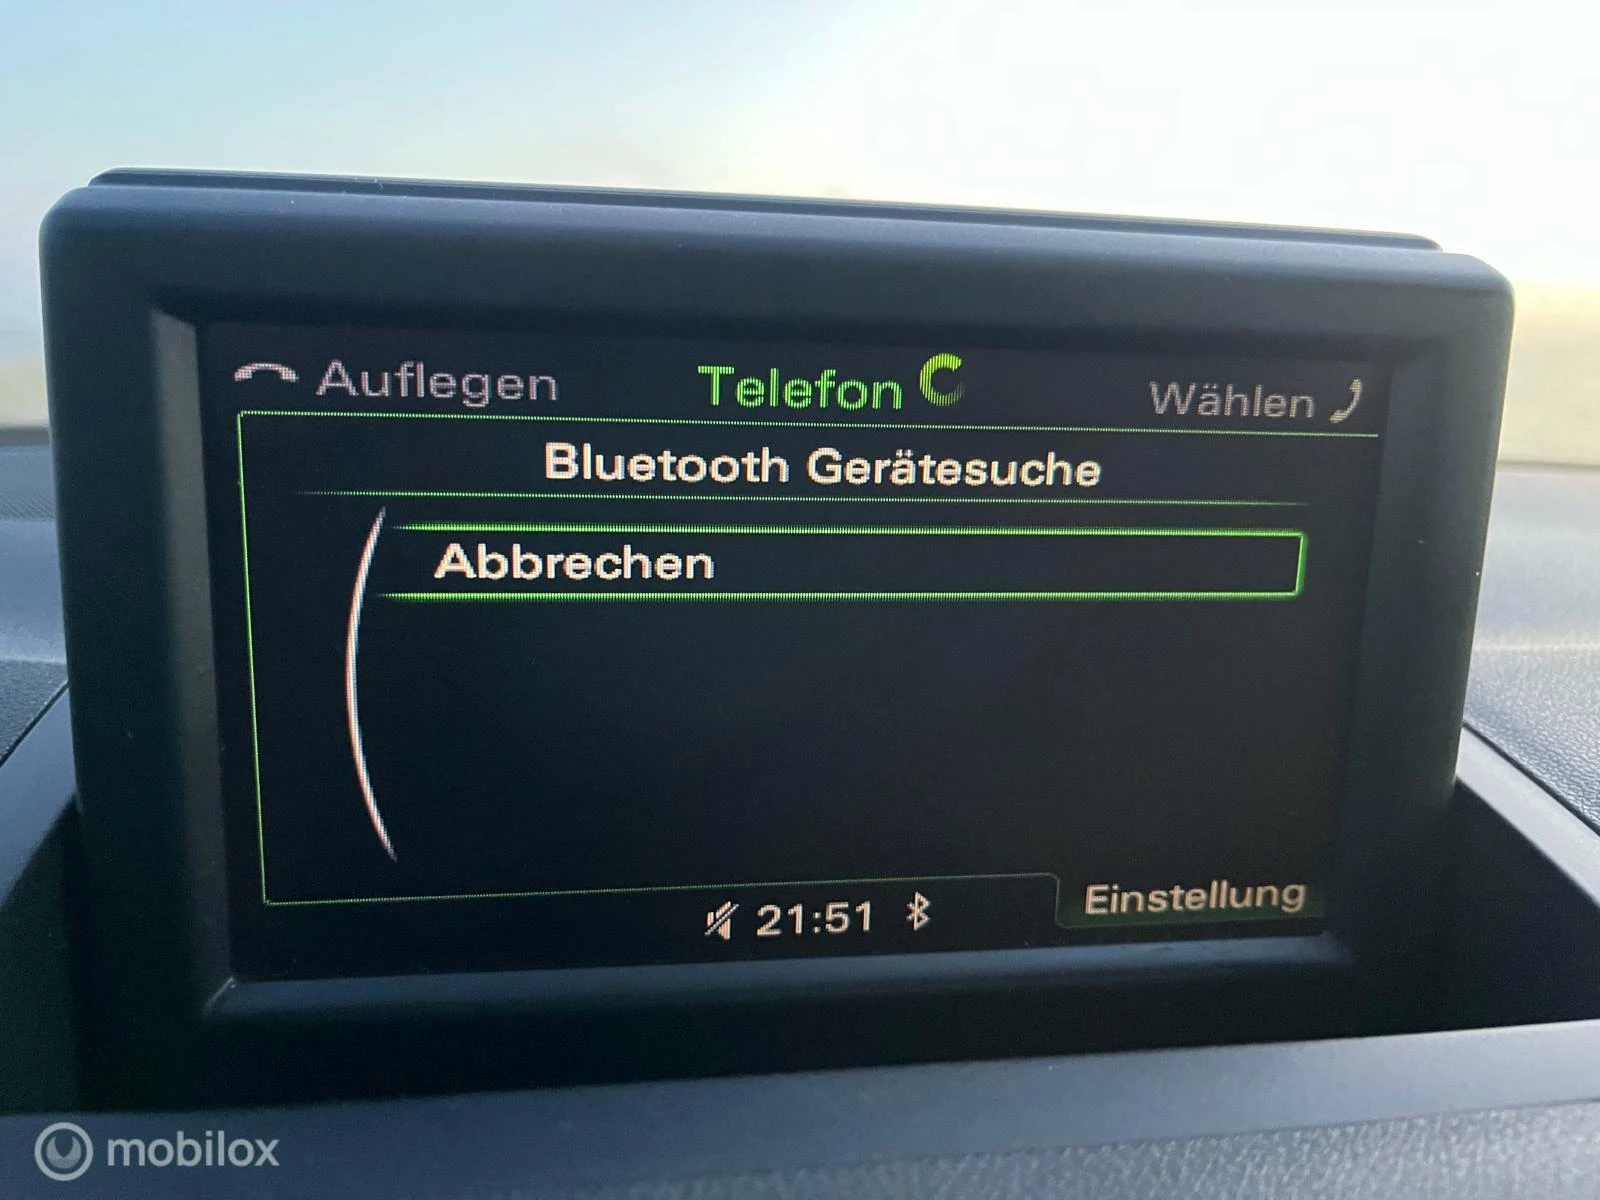 Auflegen Telefon Wählen
Bluetooth Gerätesuche
Abbrechen
21:51
Einstellung
mobilox